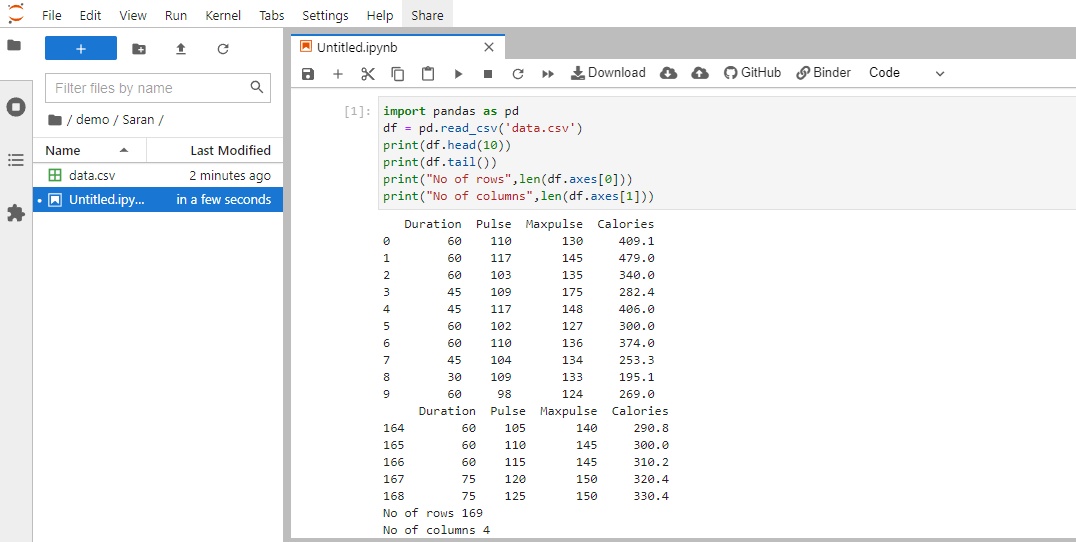 File Edit View Run Kernel Tabs Settings Help Share
Untitled.ipynb
Filter files by name
/ demo / Saran /
Name Last Modified
data.csv 2 minutes ago
Untitled.ipy... in a few seconds
Download GitHub Binder Code
[1]: import pandas as pd
df = pd.read_csv('data.csv')
print(df.head(10))
print(df.tail())
print("No of rows",len(df.axes[0]))
print("No of columns",len(df.axes[1]))
Duration Pulse Maxpulse Calories
0 60 110 130 409.1
1 60 117 145 479.0
2 60 103 135 340.0
3 45 109 175 282.4
4 45 117 148 406.0
5 60 102 127 300.0
6 60 110 136 374.0
7 45 104 134 253.3
8 30 109 133 195.1
9 60 98 124 269.0
Duration Pulse Maxpulse Calories
164 60 105 140 290.8
165 60 110 145 300.0
166 60 115 145 310.2
167 75 120 150 320.4
168 75 125 150 330.4
No of rows 169
No of columns 4